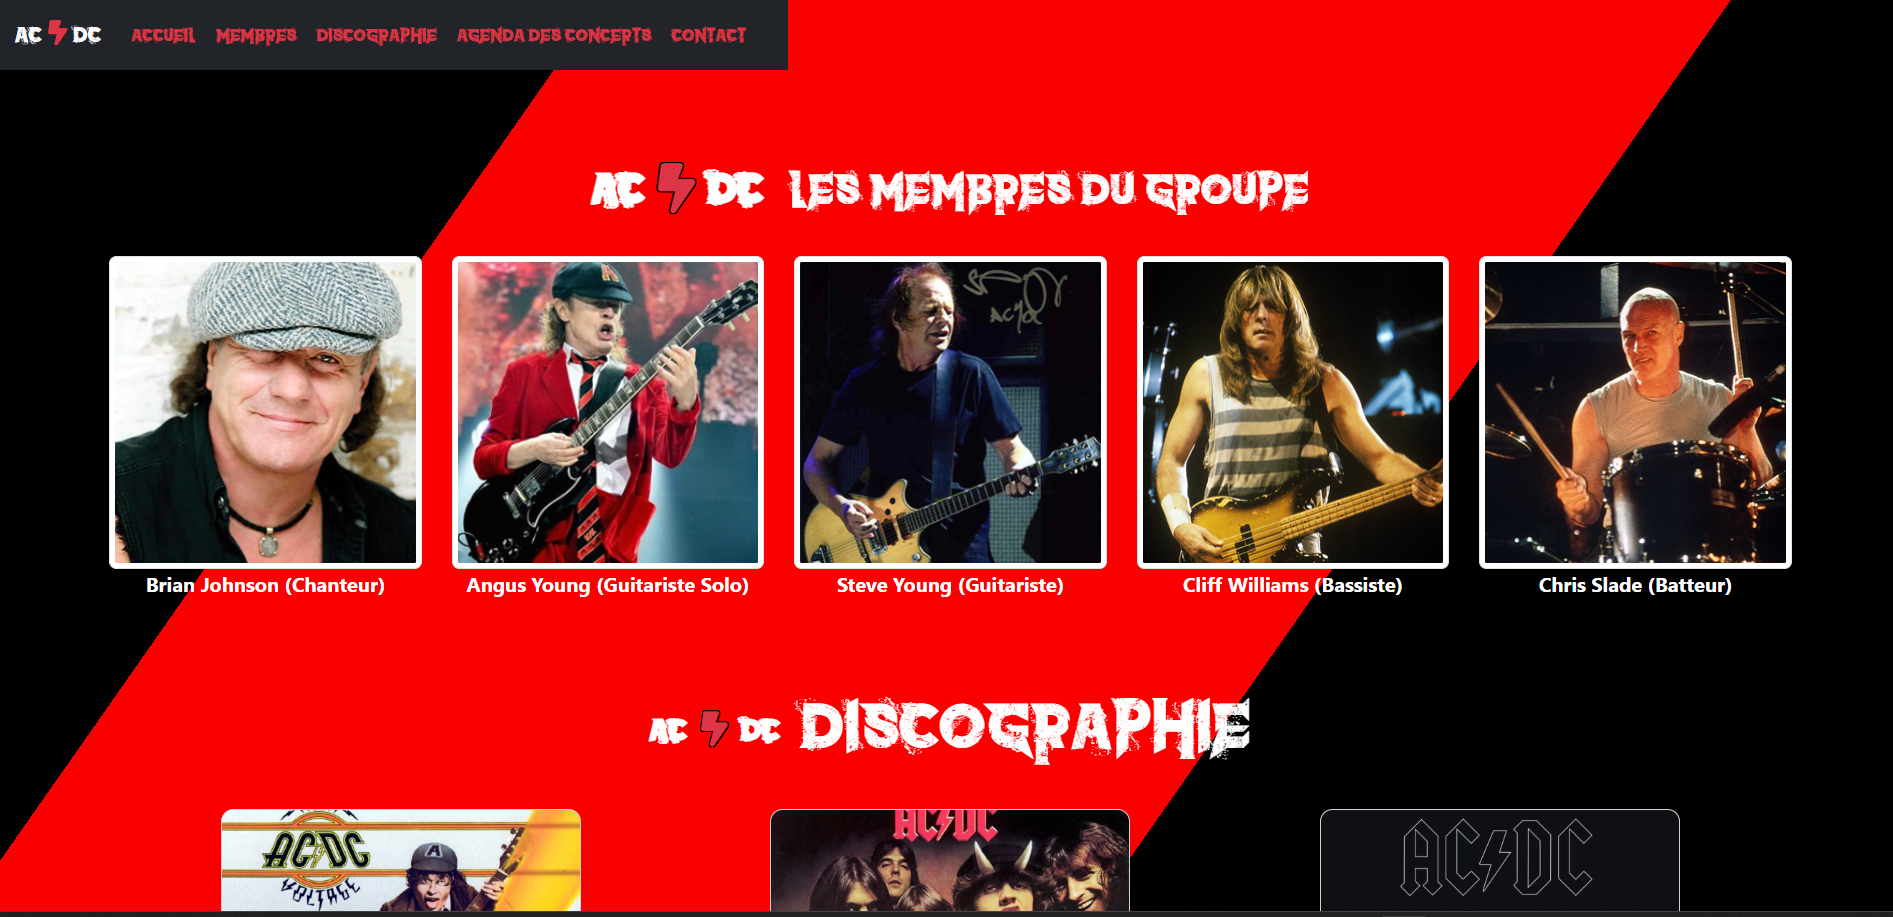 AC DC ACCUEIL MEMBRES DISCOGRAPHIE AGENDA DES CONCERTS CONTACT
AC DC LES MEMBRES DU GROUPE
A
AC/DC
Brian Johnson (Chanteur)
Angus Young (Guitariste Solo)
Steve Young (Guitariste)
Cliff Williams (Bassiste)
Chris Slade (Batteur)
AC DC DISCOGRAPHIE
AC/DC
VOLTAGE
A
AC/DC
AC/DC